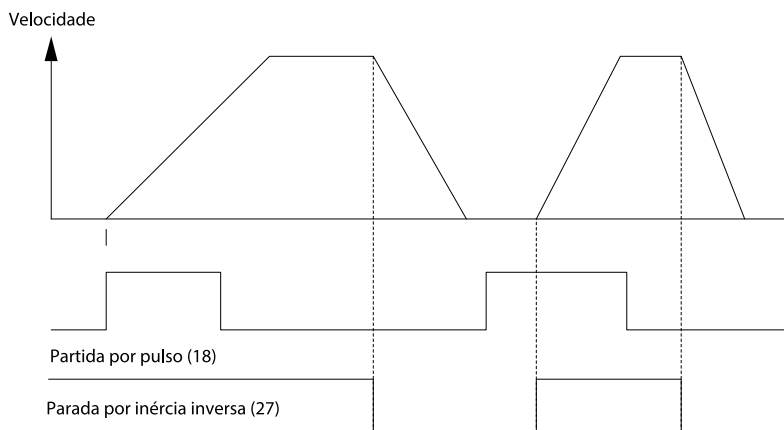 Velocidade
Partida por pulso (18)
Parada por inércia inversa (27)